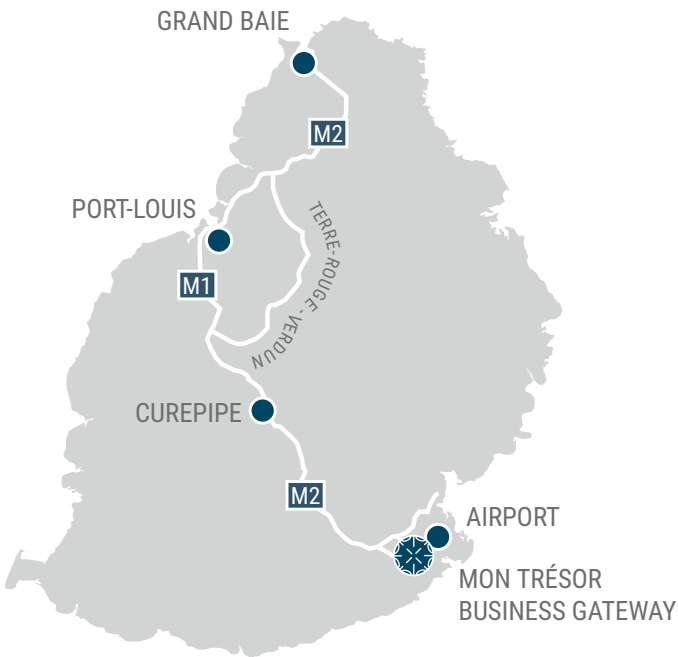 GRAND BAIE
M2
PORT-LOUIS
TERRE-ROUGE - VERDUN
M1
CUREPIPE
M2
AIRPORT
MON TRÉSOR
BUSINESS GATEWAY